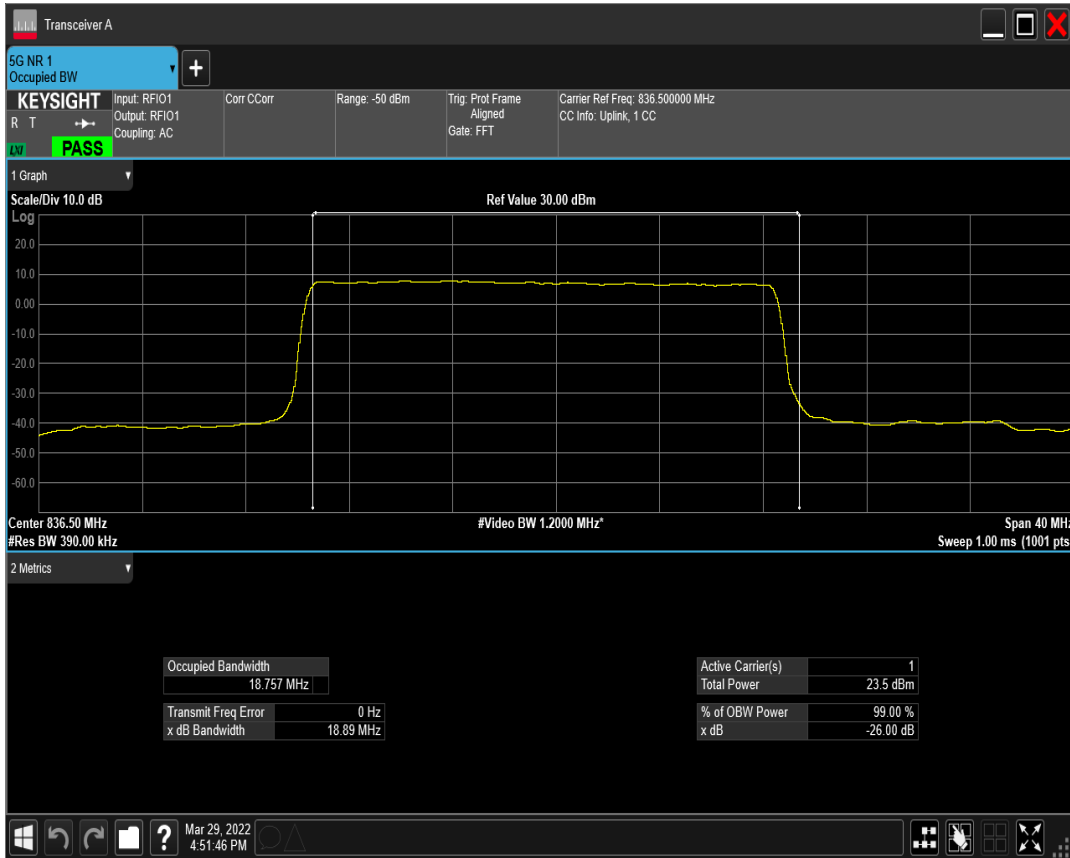 Transceiver A
5G NR 1
Occupied BW
KEYSIGHT
R T
LXI
PASS
Input: RFIO1
Output: RFIO1
Coupling: AC
Corr CCorr
Range: -50 dBm
Trig: Prot Frame
Aligned
Gate: FFT
Carrier Ref Freq: 836.500000 MHz
CC Info: Uplink, 1 CC
1 Graph
Scale/Div 10.0 dB
Ref Value 30.00 dBm
Log
20.0
10.0
0.00
-10.0
-20.0
-30.0
-40.0
-50.0
-60.0
Center 836.50 MHz
#Video BW 1.2000 MHz*
Span 40 MHz
#Res BW 390.00 kHz
Sweep 1.00 ms (1001 pts
2 Metrics
Occupied Bandwidth
18.757 MHz
Transmit Freq Error 0 Hz
x dB Bandwidth 18.89 MHz
Active Carrier(s) 1
Total Power 23.5 dBm
% of OBW Power 99.00 %
x dB -26.00 dB
?
Mar 29, 2022
4:51:46 PM